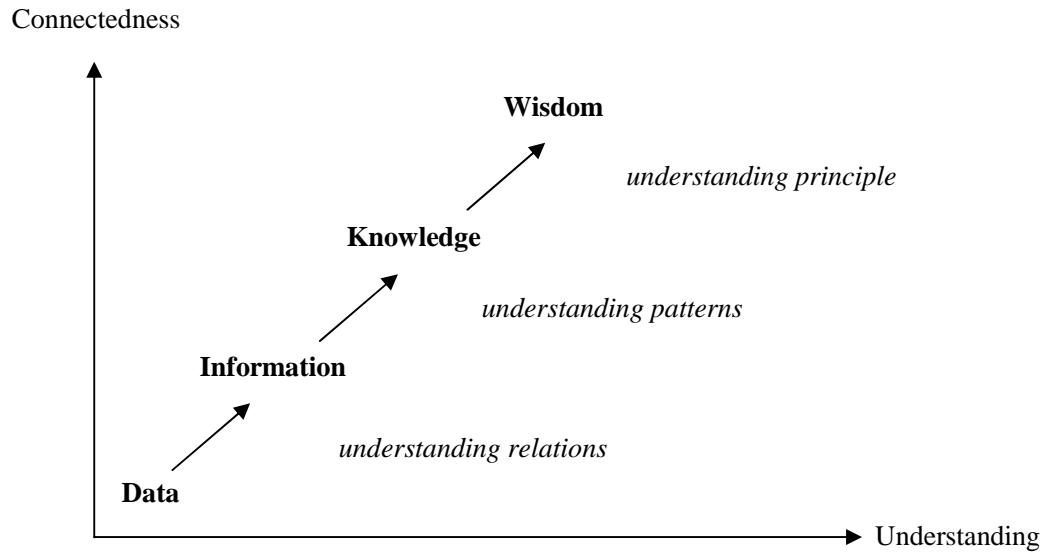 Connectedness
Wisdom
understanding principle
Knowledge
understanding patterns
Information
understanding relations
Data
Understanding